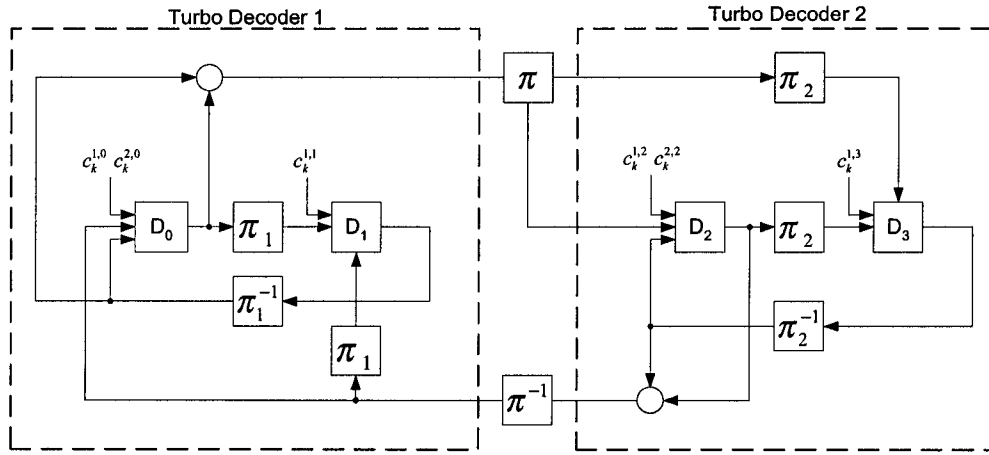 Turbo Decoder 1
Turbo Decoder 2
π
π₂
c_k^{1,0} c_k^{2,0}
c_k^{1,1}
c_k^{1,2} c_k^{2,2}
c_k^{1,3}
D₀
π₁
D₁
D₂
π₂
D₃
π₁⁻¹
π₂⁻¹
π₁
π⁻¹